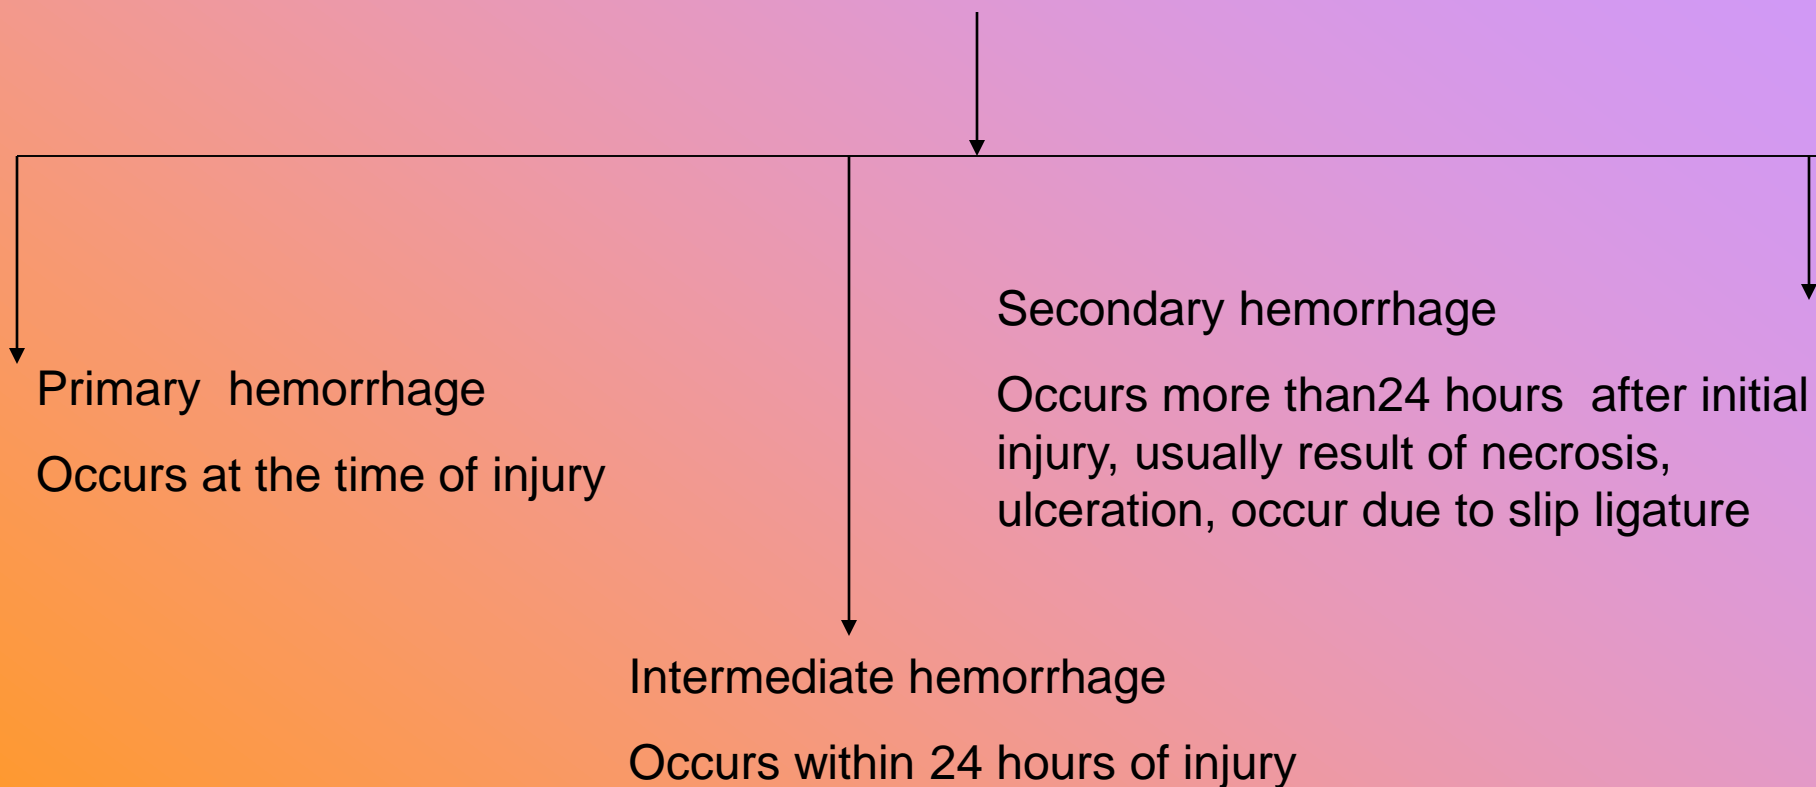 Primary  hemorrhage
Occurs at the time of injury
Intermediate hemorrhage
Occurs within 24 hours of injury
Secondary hemorrhage
Occurs more than24 hours  after initial
injury, usually result of necrosis,
ulceration, occur due to slip ligature